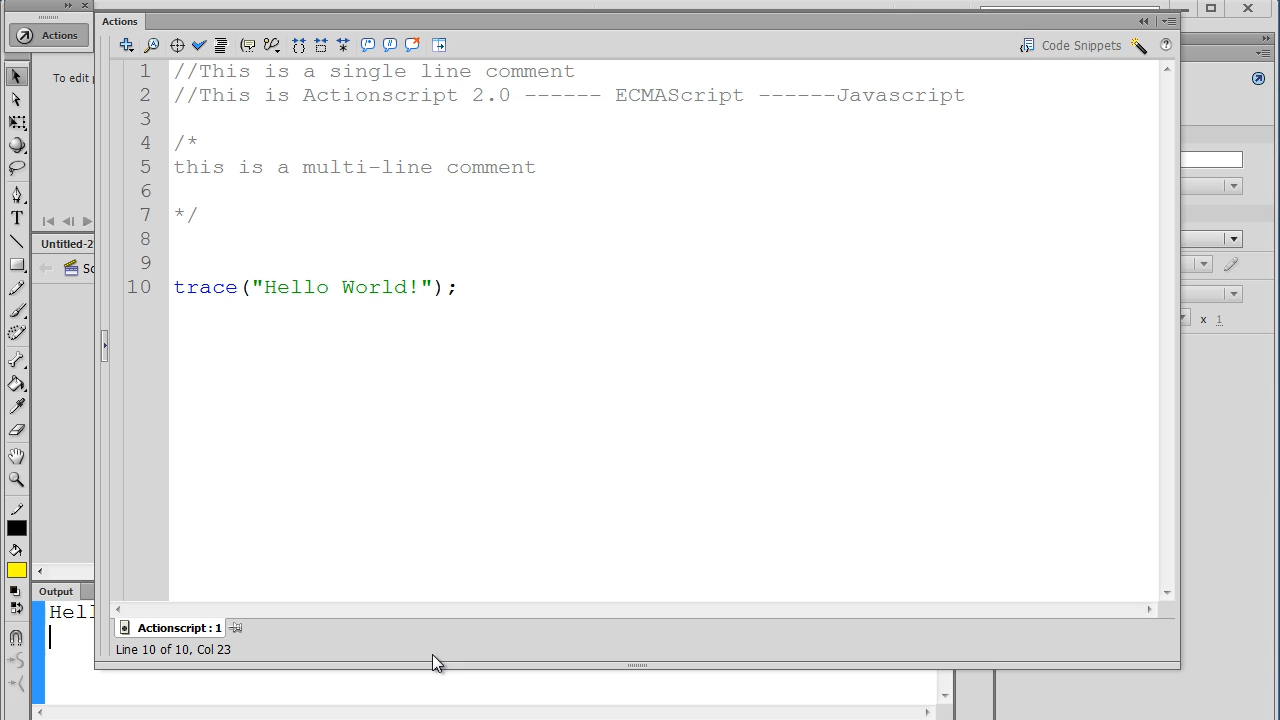 Actions
Actions
Code Snippets
To edit
1 //This is a single line comment
2 //This is Actionscript 2.0 ------ ECMAScript ------Javascript
3
4 /*
5 this is a multi-line comment
6
7 */
8
9
10 trace("Hello World!");
Untitled-2
Sc
x 1
Output
Hell
Actionscript : 1
Line 10 of 10, Col 23